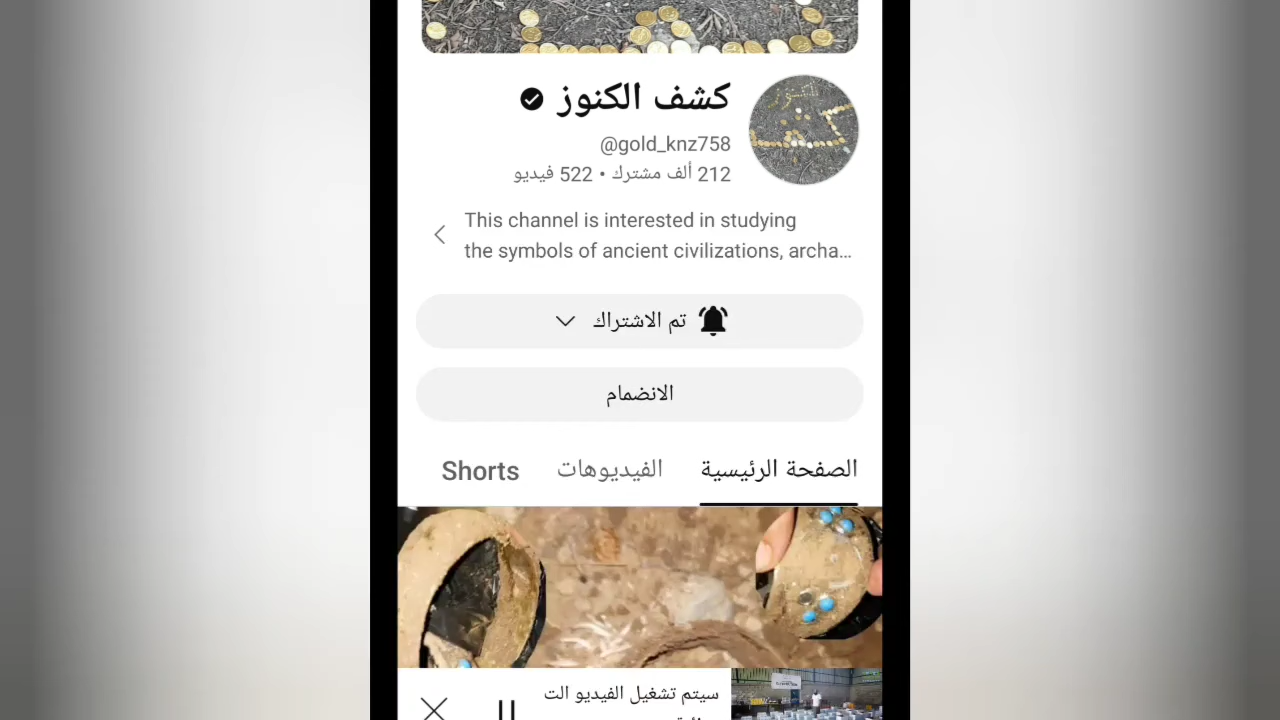 كشف الكنوز
@gold_knz758
212 ألف مشترك • 522 فيديو
This channel is interested in studying
the symbols of ancient civilizations, archa...
تم الاشتراك
الانضمام
الصفحة الرئيسية الفيديوهات Shorts
سيتم تشغيل الفيديو الت